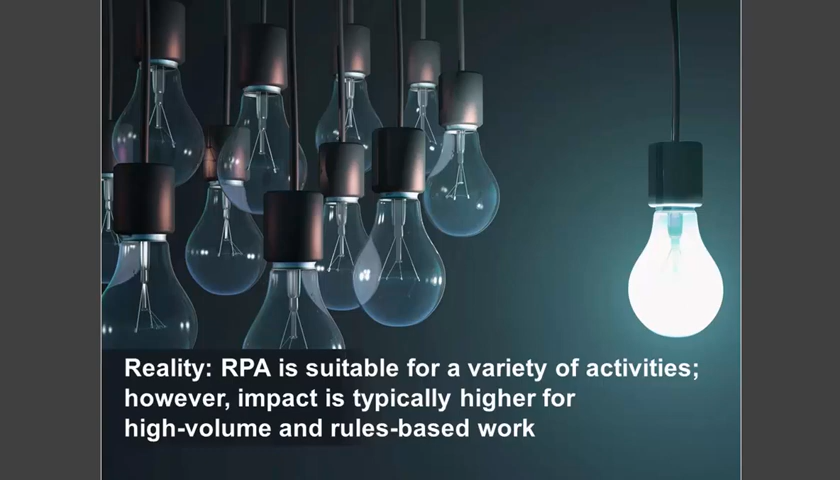 Reality: RPA is suitable for a variety of activities;
however, impact is typically higher for
high-volume and rules-based work